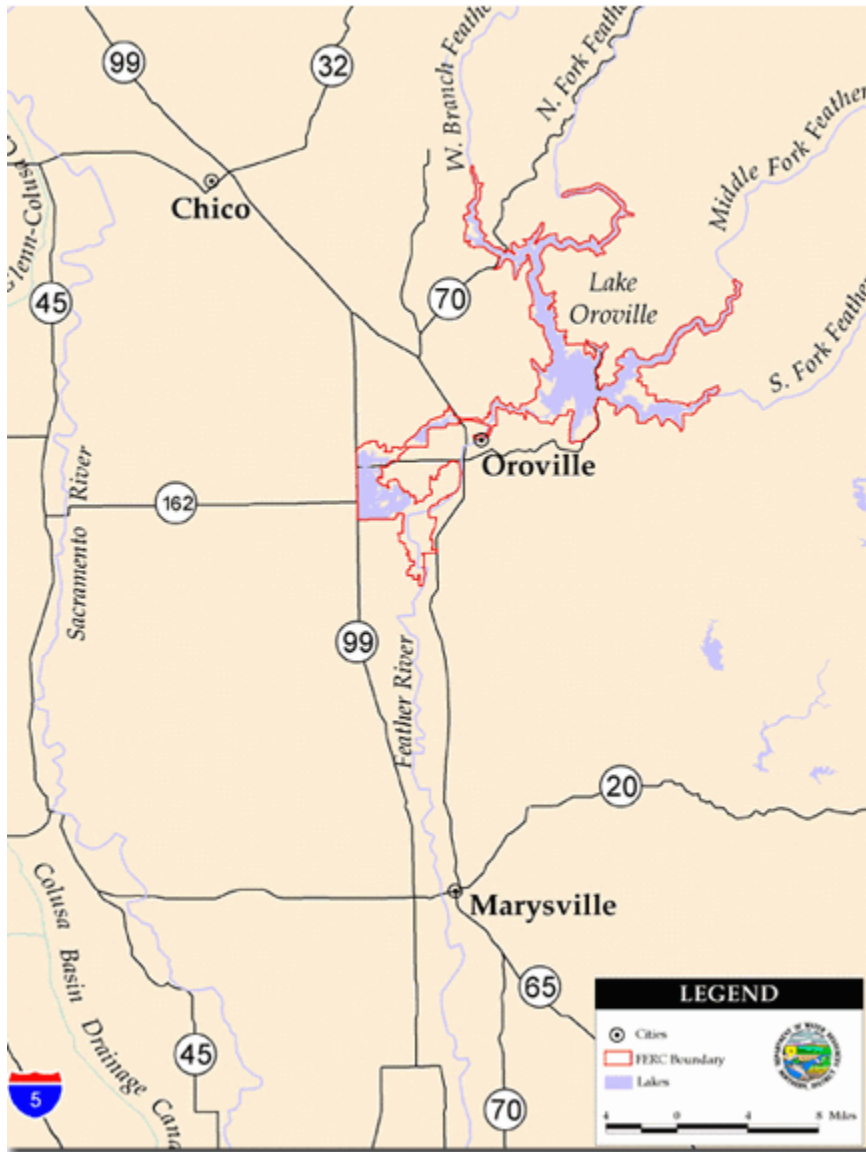 99
32
W. Branch Feather
N. Fork Feathe
Middle Fork Feather
Chico
Glenn-Colusa C
45
70
Lake
Oroville
S. Fork Feather
Oroville
162
Sacramento River
99
Feather River
20
Marysville
Colusa Basin Drainage Cana
65
45
5
70
LEGEND
Cities
FERC Boundary
Lakes
4 0 4 8 Miles